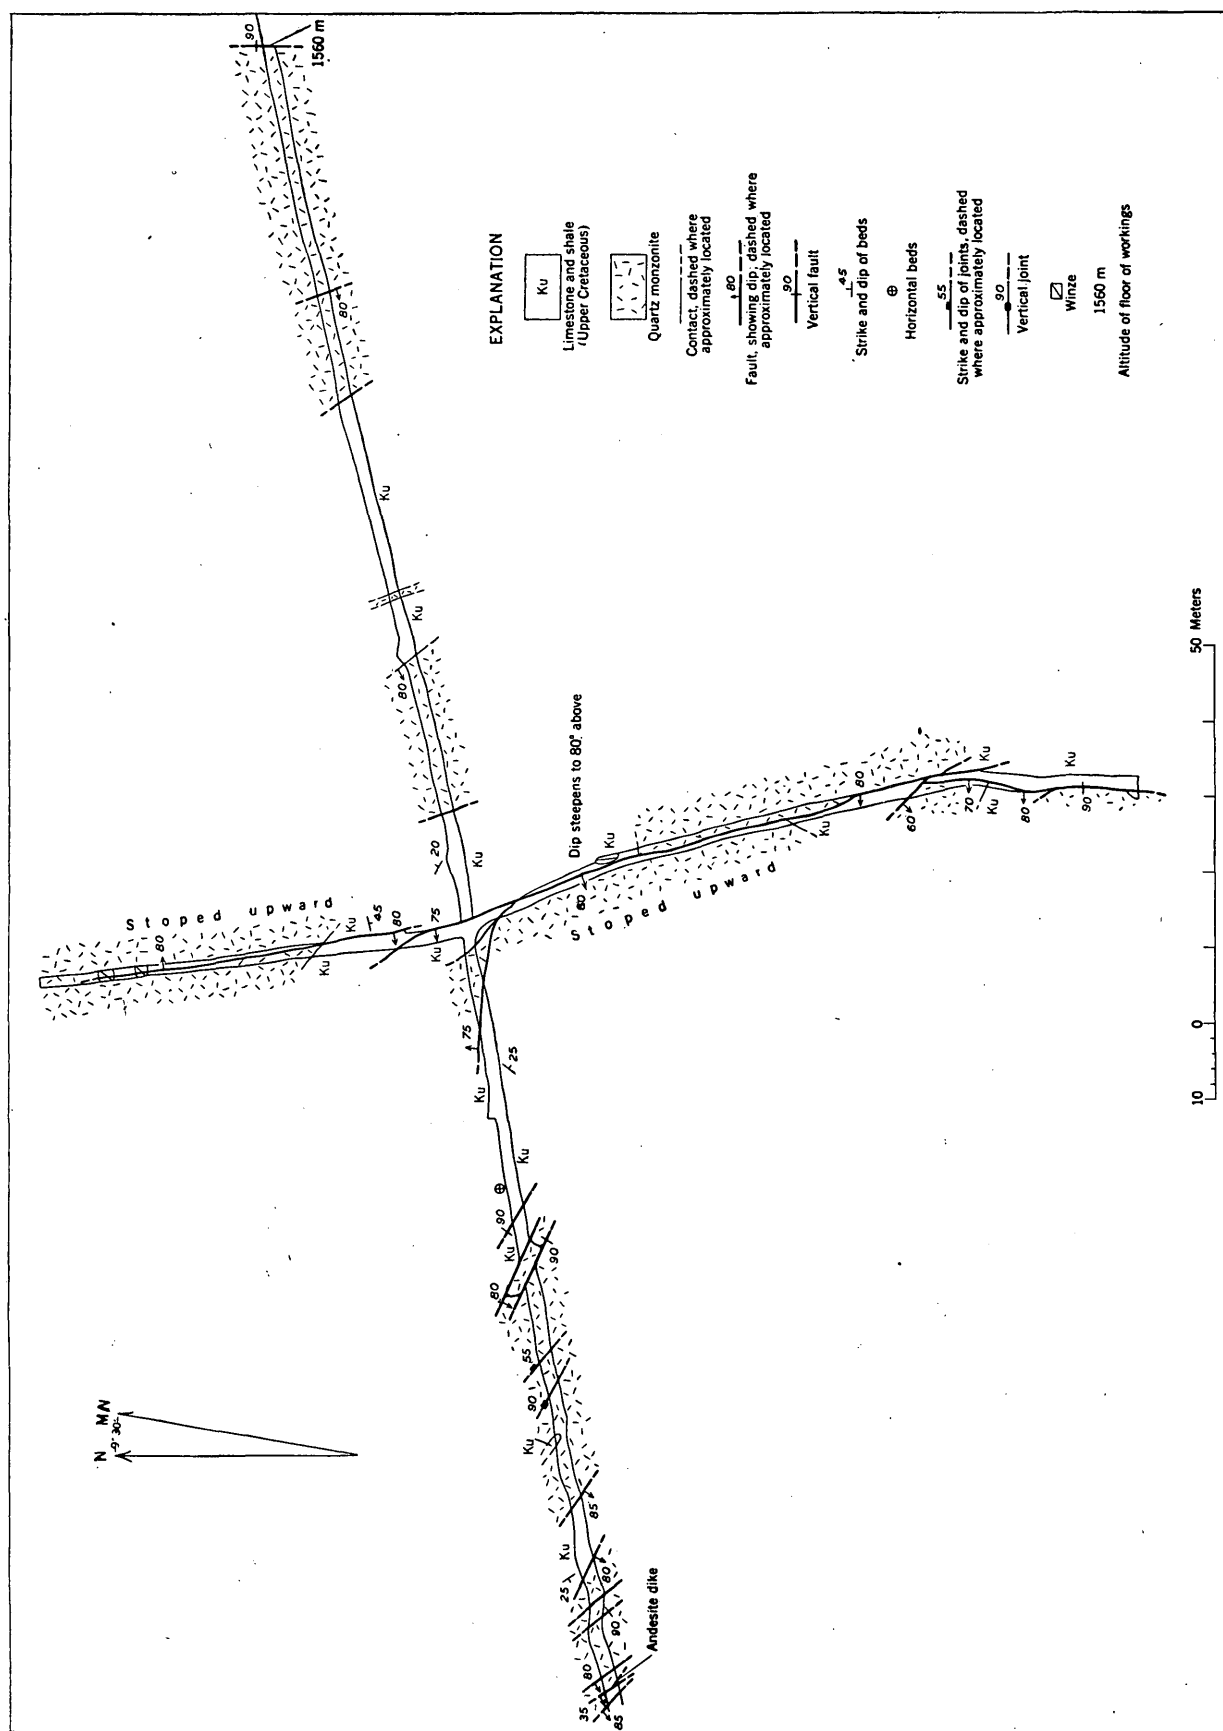 N
MN
9°30'
90
1560 m
80
Ku
Ku
80
20
Ku
Stoped upward
80
Ku
45
Ku
80
75
Ku
Dip steepens to 80° above
Ku
60
Stoped upward
Ku
80
60
70
Ku
Ku
80
90
Ku
75
25
Ku
Ku
90
Ku
80
90
55
90
Ku
85
Ku
25
80
90
80
35
85
Andesite dike
EXPLANATION
Ku
Limestone and shale
(Upper Cretaceous)
Quartz monzonite
Contact, dashed where
approximately located
80
Fault, showing dip; dashed where
approximately located
90
Vertical fault
45
Strike and dip of beds
Horizontal beds
55
Strike and dip of joints, dashed
where approximately located
90
Vertical joint
Winze
1560 m
Altitude of floor of workings
10
0
50 Meters